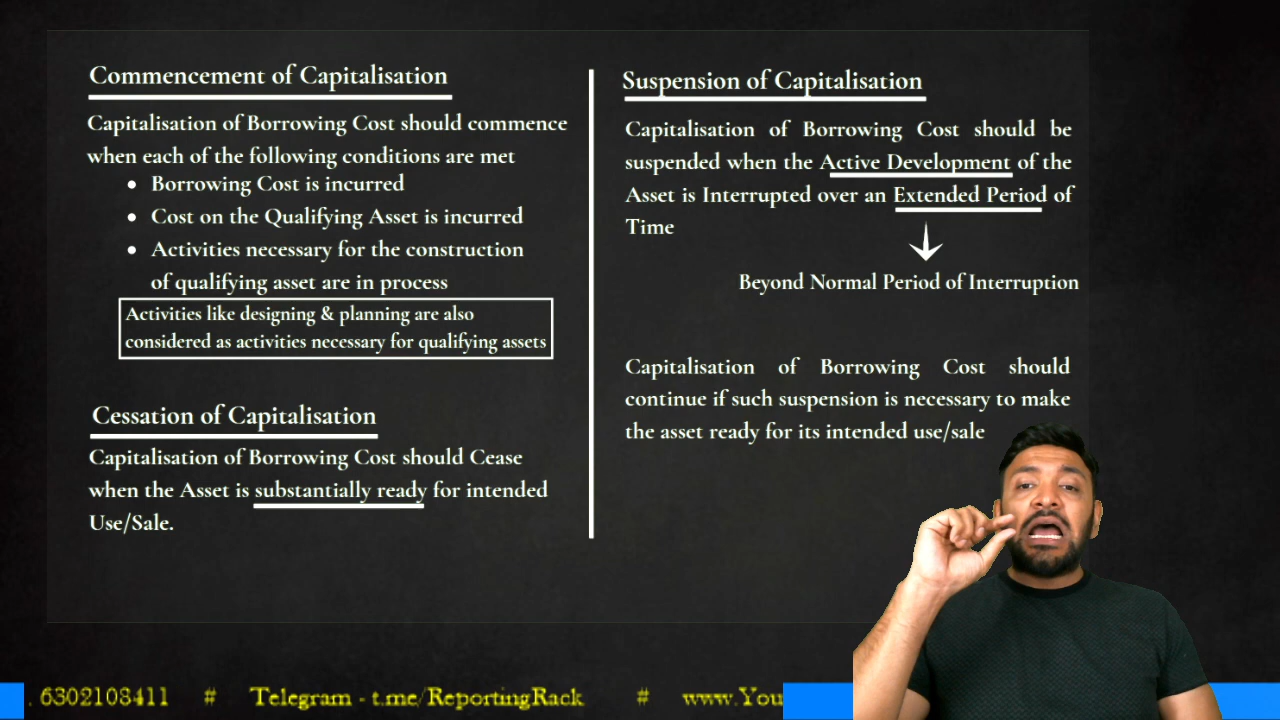 Commencement of Capitalisation
Capitalisation of Borrowing Cost should commence
when each of the following conditions are met
• Borrowing Cost is incurred
• Cost on the Qualifying Asset is incurred
• Activities necessary for the construction
of qualifying asset are in process
Activities like designing & planning are also
considered as activities necessary for qualifying assets
Cessation of Capitalisation
Capitalisation of Borrowing Cost should Cease
when the Asset is substantially ready for intended
Use/Sale.
Suspension of Capitalisation
Capitalisation of Borrowing Cost should be
suspended when the Active Development of the
Asset is Interrupted over an Extended Period of
Time
Beyond Normal Period of Interruption
Capitalisation of Borrowing Cost should
continue if such suspension is necessary to make
the asset ready for its intended use/sale
. 6302108411 # Telegram - t.me/ReportingRack # www.You